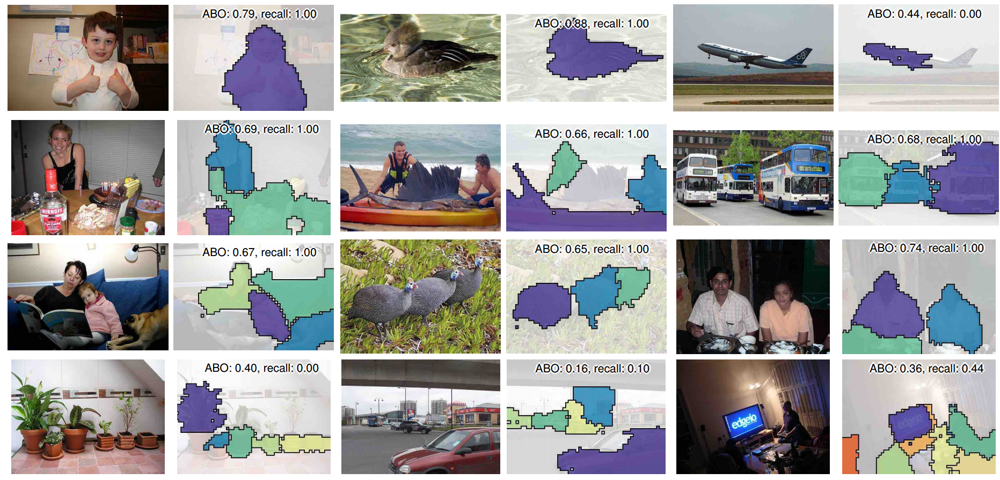 ABO: 0.79, recall: 1.00
ABO: 0.88, recall: 1.00
ABO: 0.44, recall: 0.00
ABO: 0.69, recall: 1.00
SMIRNOFF
ABO: 0.66, recall: 1.00
ABO: 0.68, recall: 1.00
ABO: 0.67, recall: 1.00
ABO: 0.65, recall: 1.00
ABO: 0.74, recall: 1.00
ABO: 0.40, recall: 0.00
ABO: 0.16, recall: 0.10
edgeio
ABO: 0.36, recall: 0.44